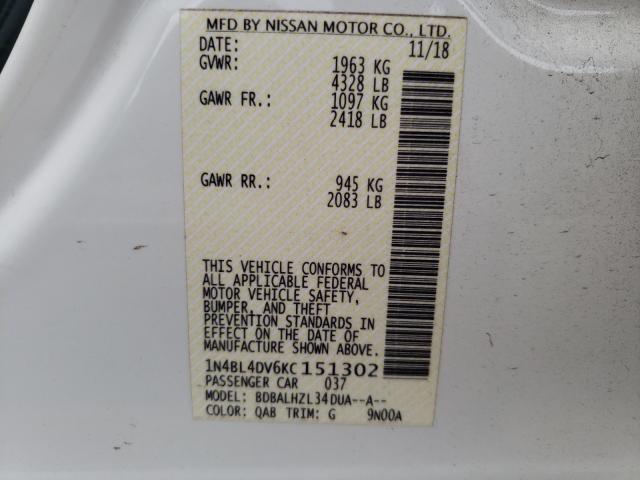 MFD BY NISSAN MOTOR CO., LTD.
DATE: 11/18
GVWR: 1963 KG
4328 LB
GAWR FR.: 1097 KG
2418 LB
GAWR RR.: 945 KG
2083 LB
THIS VEHICLE CONFORMS TO
ALL APPLICABLE FEDERAL
MOTOR VEHICLE SAFETY,
BUMPER, AND THEFT
PREVENTION STANDARDS IN
EFFECT ON THE DATE OF
MANUFACTURE SHOWN ABOVE.
1N4BL4DV6KC151302
PASSENGER CAR 037
MODEL: BDBALHZL34DUA--A--
COLOR: QAB TRIM: G 9N00A